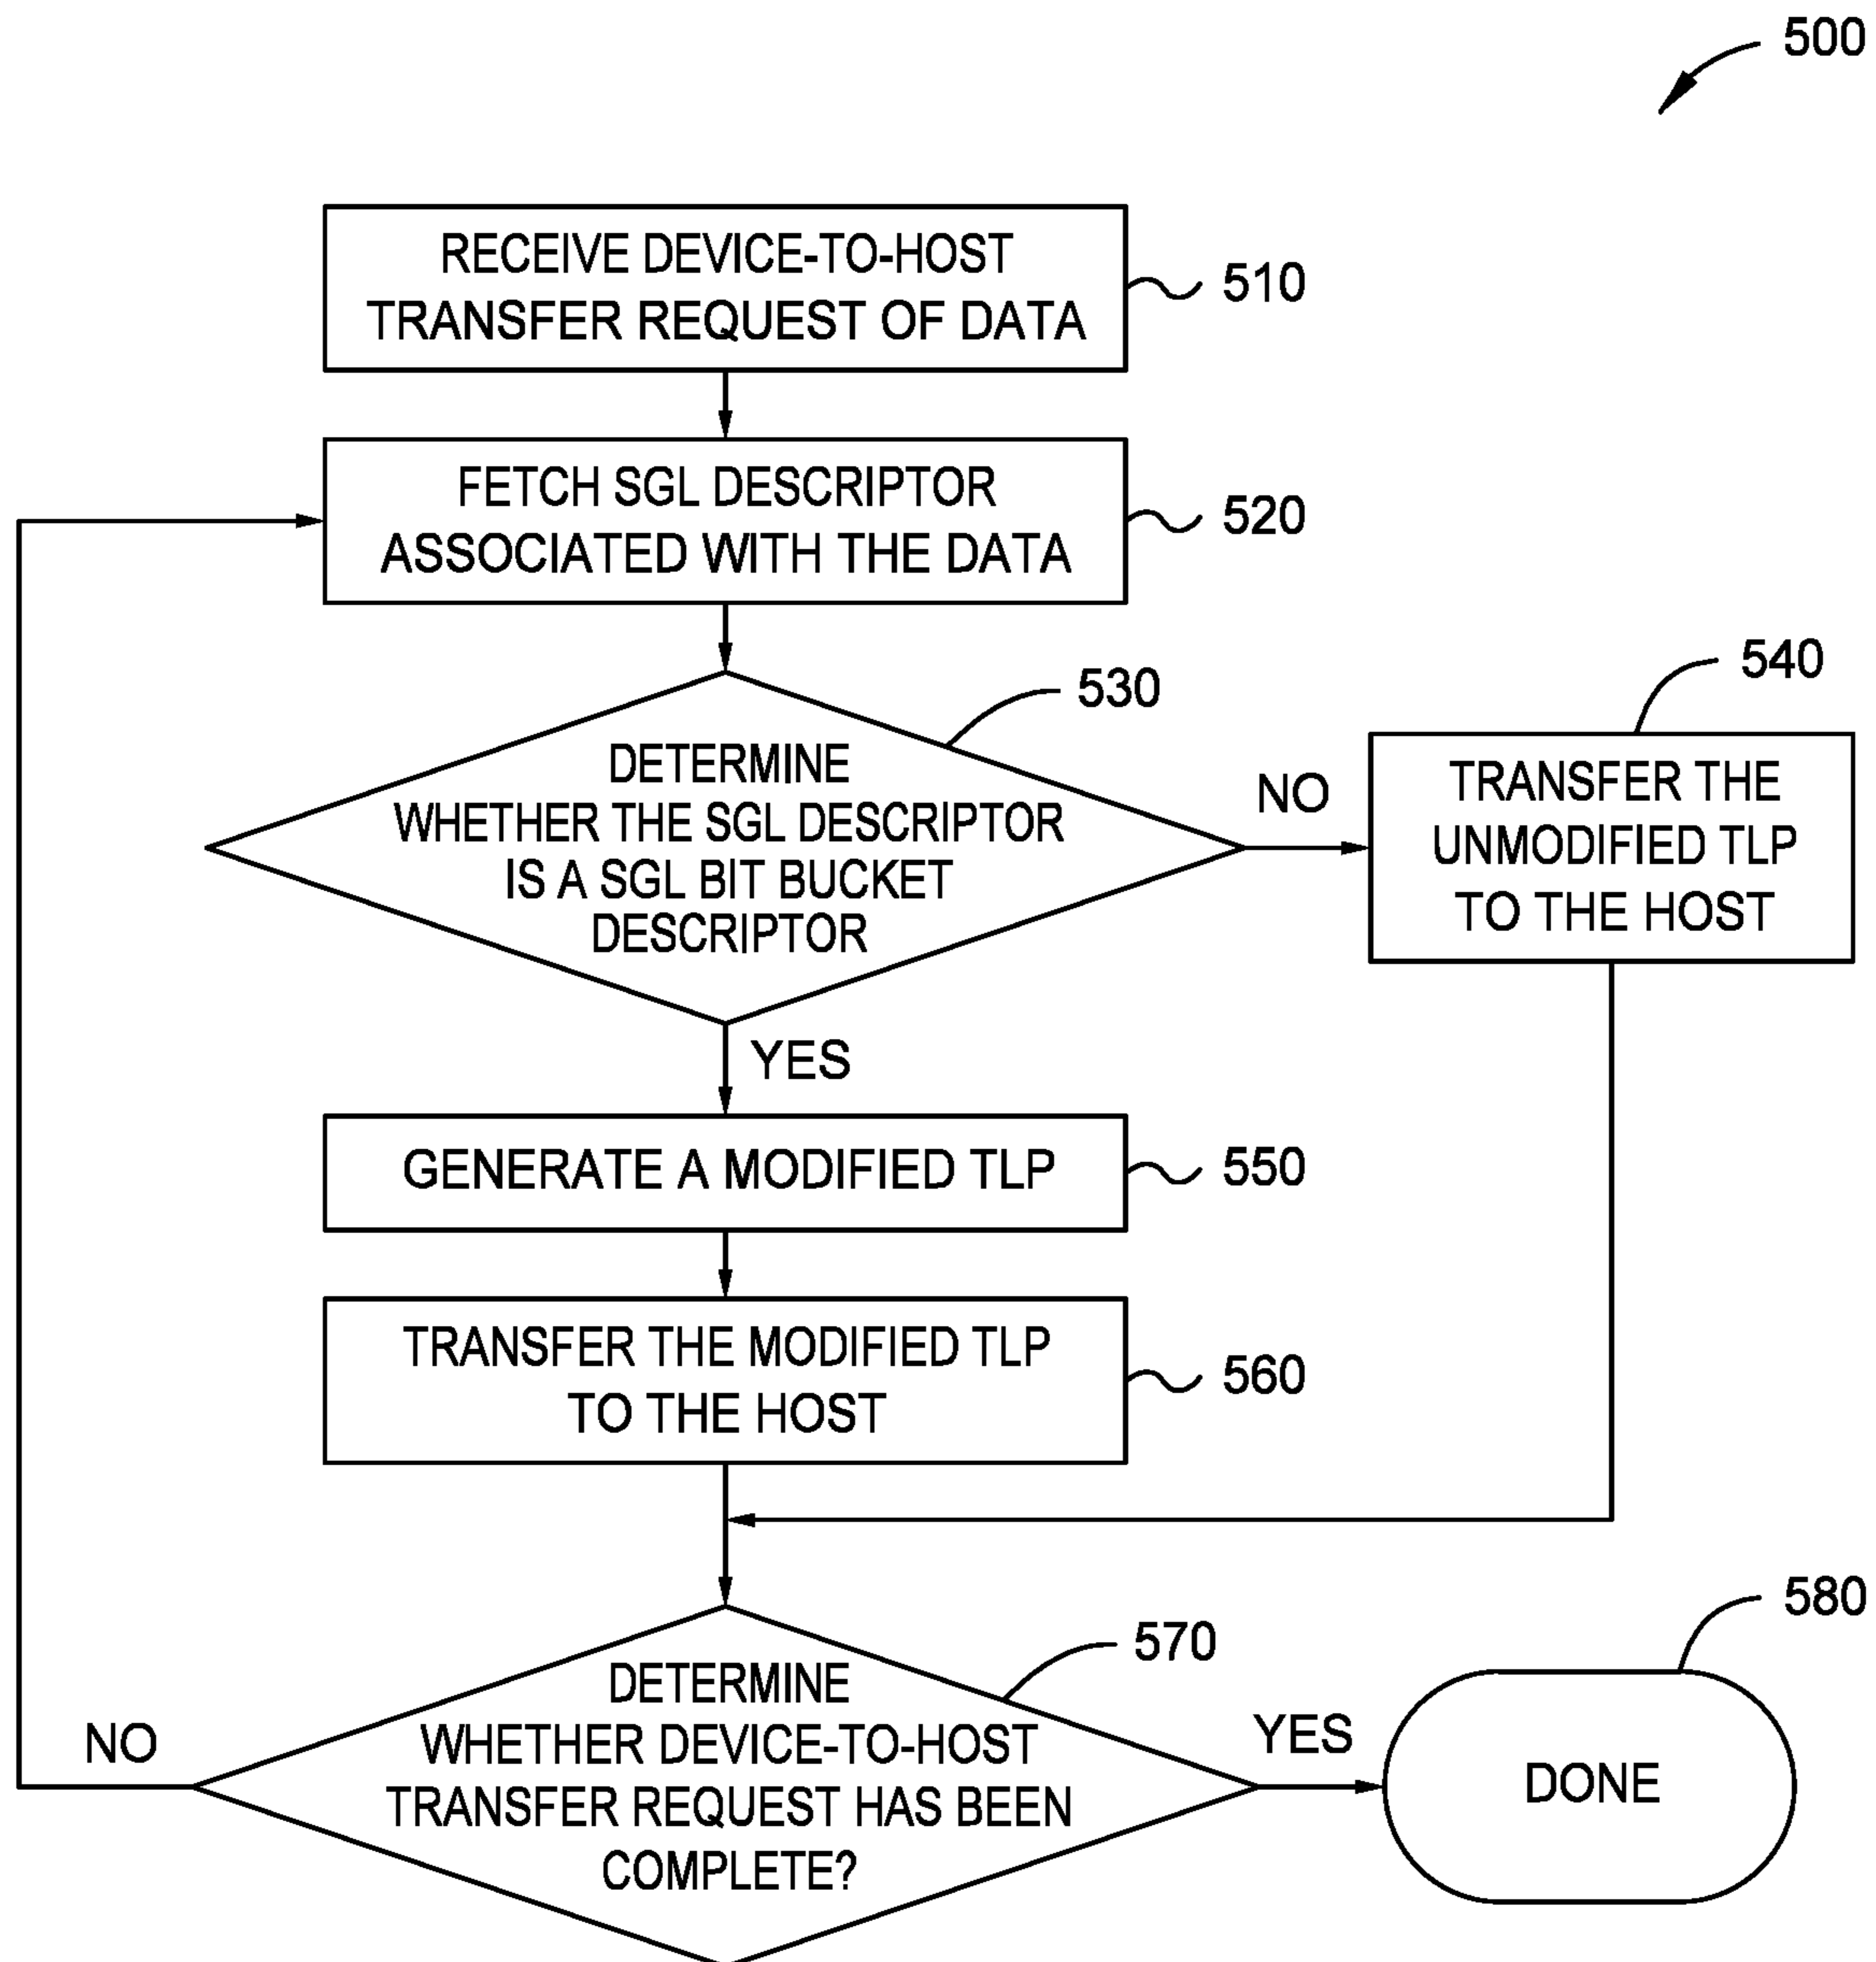 500
RECEIVE DEVICE-TO-HOST
TRANSFER REQUEST OF DATA
510
FETCH SGL DESCRIPTOR
ASSOCIATED WITH THE DATA
520
530
DETERMINE
WHETHER THE SGL DESCRIPTOR
IS A SGL BIT BUCKET
DESCRIPTOR
NO
540
TRANSFER THE
UNMODIFIED TLP
TO THE HOST
YES
GENERATE A MODIFIED TLP
550
TRANSFER THE MODIFIED TLP
TO THE HOST
560
570
DETERMINE
WHETHER DEVICE-TO-HOST
TRANSFER REQUEST HAS BEEN
COMPLETE?
NO
YES
580
DONE